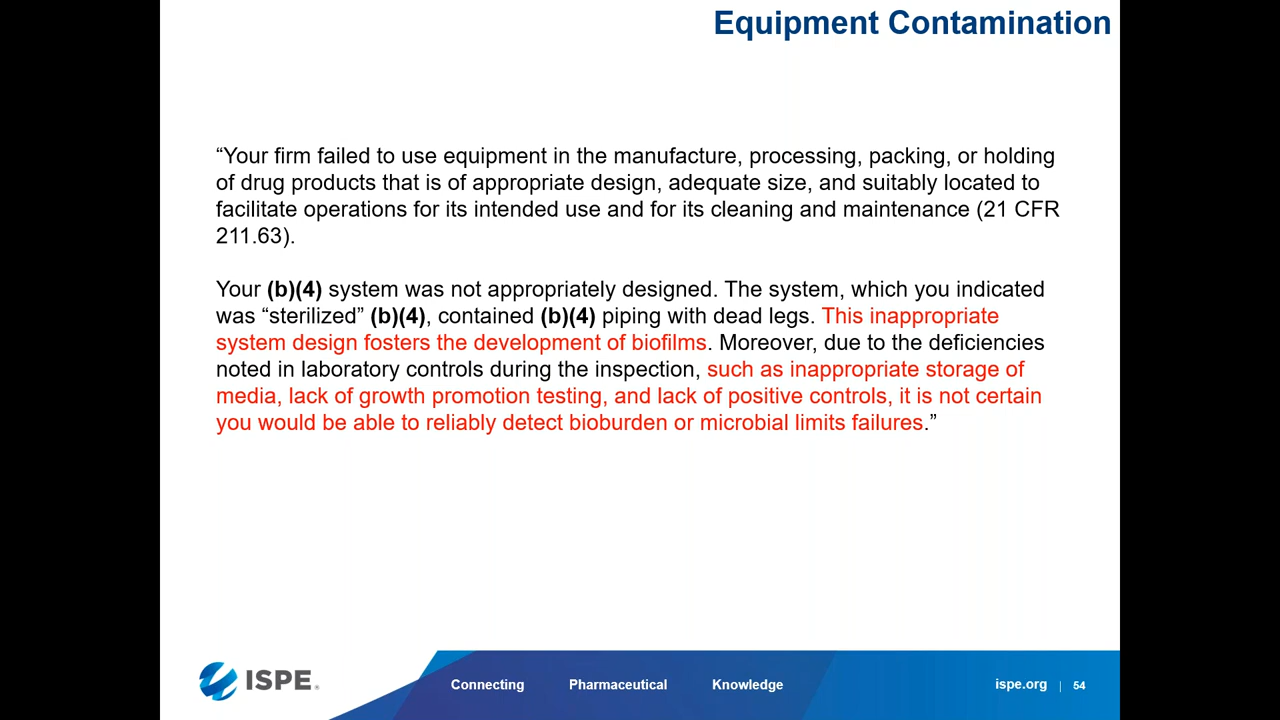 Equipment Contamination
“Your firm failed to use equipment in the manufacture, processing, packing, or holding
of drug products that is of appropriate design, adequate size, and suitably located to
facilitate operations for its intended use and for its cleaning and maintenance (21 CFR
211.63).
Your (b)(4) system was not appropriately designed. The system, which you indicated
was “sterilized” (b)(4), contained (b)(4) piping with dead legs. This inappropriate
system design fosters the development of biofilms. Moreover, due to the deficiencies
noted in laboratory controls during the inspection, such as inappropriate storage of
media, lack of growth promotion testing, and lack of positive controls, it is not certain
you would be able to reliably detect bioburden or microbial limits failures.”
ISPE®
Connecting Pharmaceutical Knowledge
ispe.org | 54